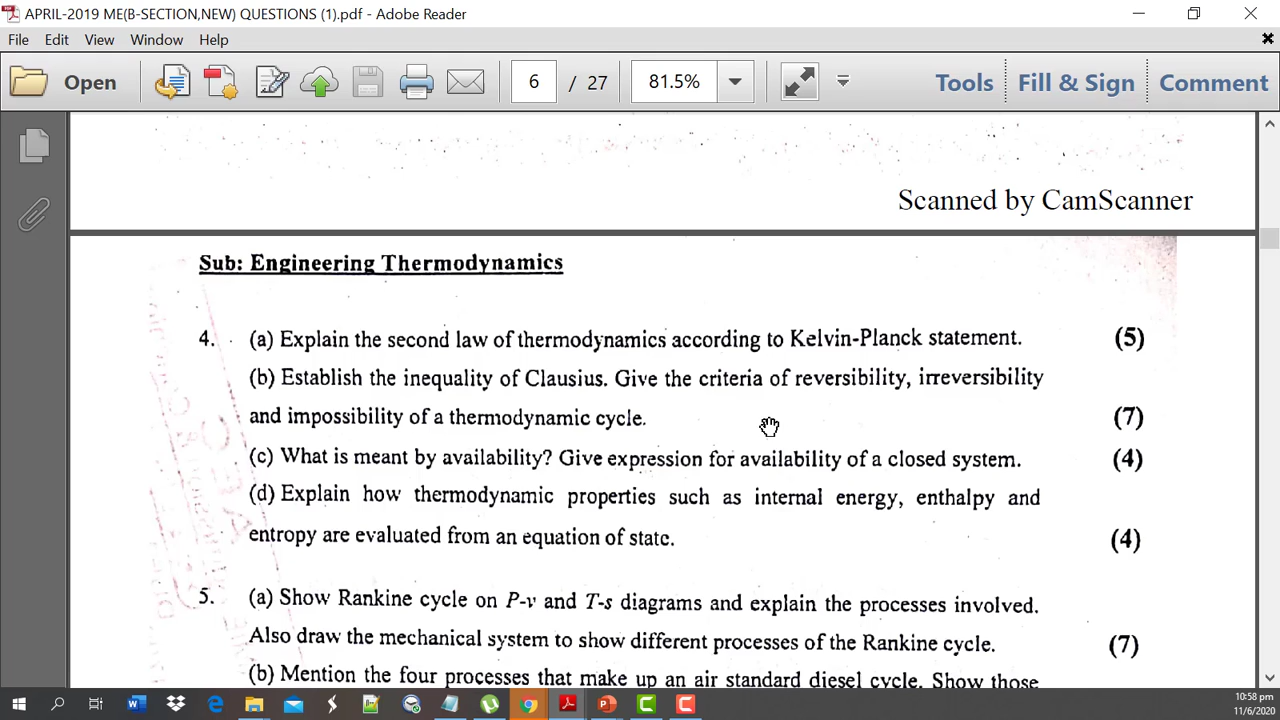 APRIL-2019 ME(B-SECTION,NEW) QUESTIONS (1).pdf - Adobe Reader
File Edit View Window Help
Open 6 / 27 81.5% Tools Fill & Sign Comment
Scanned by CamScanner
Sub: Engineering Thermodynamics
4. (a) Explain the second law of thermodynamics according to Kelvin-Planck statement. (5)
(b) Establish the inequality of Clausius. Give the criteria of reversibility, irreversibility
and impossibility of a thermodynamic cycle. (7)
(c) What is meant by availability? Give expression for availability of a closed system. (4)
(d) Explain how thermodynamic properties such as internal energy, enthalpy and
entropy are evaluated from an equation of state. (4)
5. (a) Show Rankine cycle on P-v and T-s diagrams and explain the processes involved.
Also draw the mechanical system to show different processes of the Rankine cycle. (7)
(b) Mention the four processes that make up an air standard diesel cycle. Show those
10:58 PM
11/6/2020